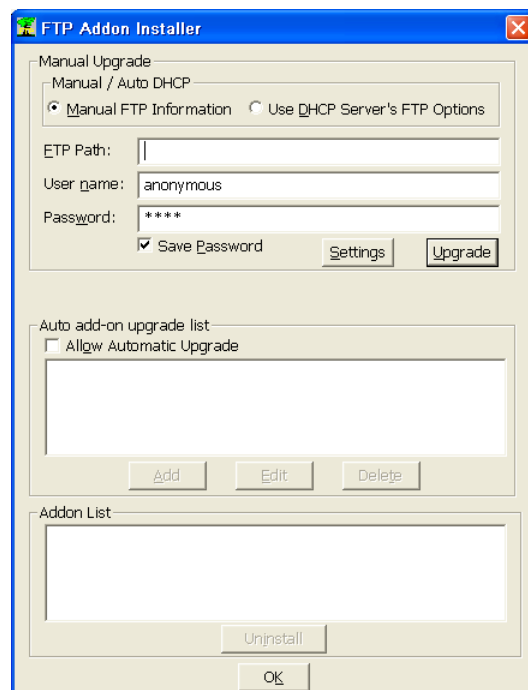 FTP Addon Installer
Manual Upgrade
Manual / Auto DHCP
Manual FTP Information Use DHCP Server's FTP Options
FTP Path:
User name: anonymous
Password: ****
Save Password Settings Upgrade
Auto add-on upgrade list
Allow Automatic Upgrade
Add Edit Delete
Addon List
Uninstall
OK